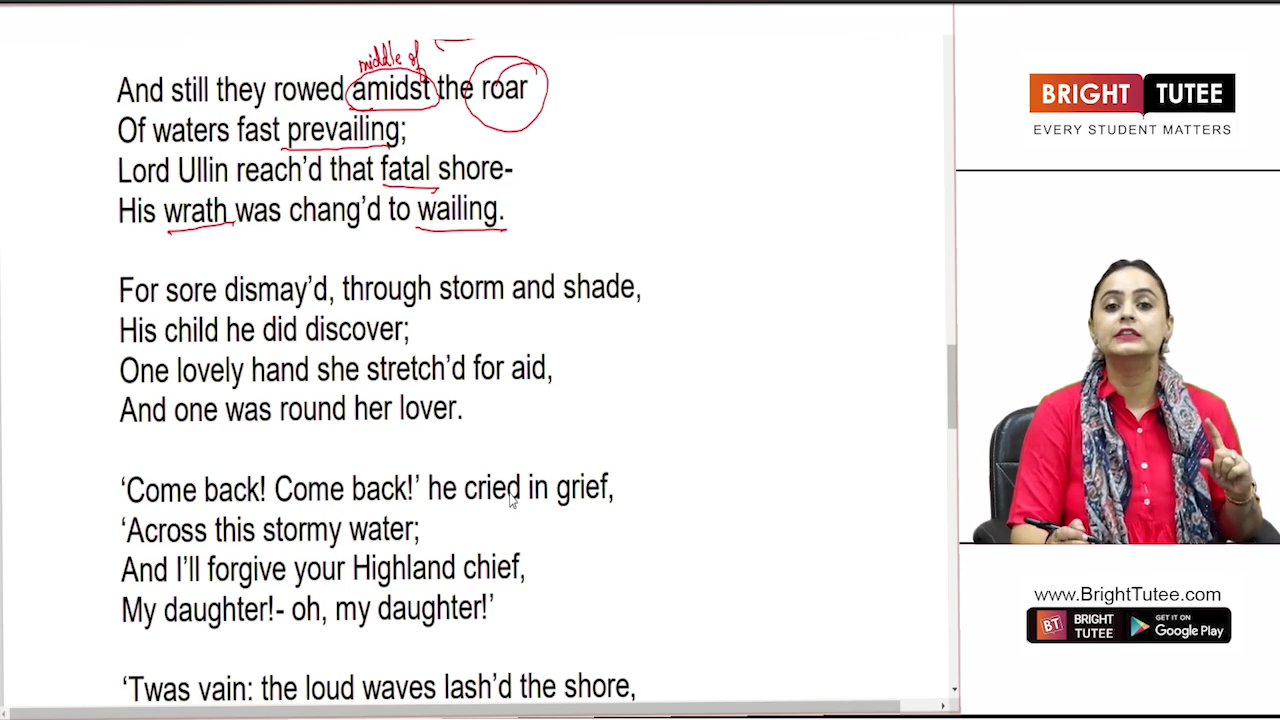 middle of
And still they rowed amidst the roar
Of waters fast prevailing;
Lord Ullin reach’d that fatal shore-
His wrath was chang’d to wailing.
For sore dismay’d, through storm and shade,
His child he did discover;
One lovely hand she stretch’d for aid,
And one was round her lover.
‘Come back! Come back!’ he cried in grief,
‘Across this stormy water;
And I’ll forgive your Highland chief,
My daughter!- oh, my daughter!’
‘Twas vain: the loud waves lash’d the shore,
BRIGHT TUTEE
EVERY STUDENT MATTERS
www.BrightTutee.com
BT BRIGHT TUTEE
GET IT ON
Google Play